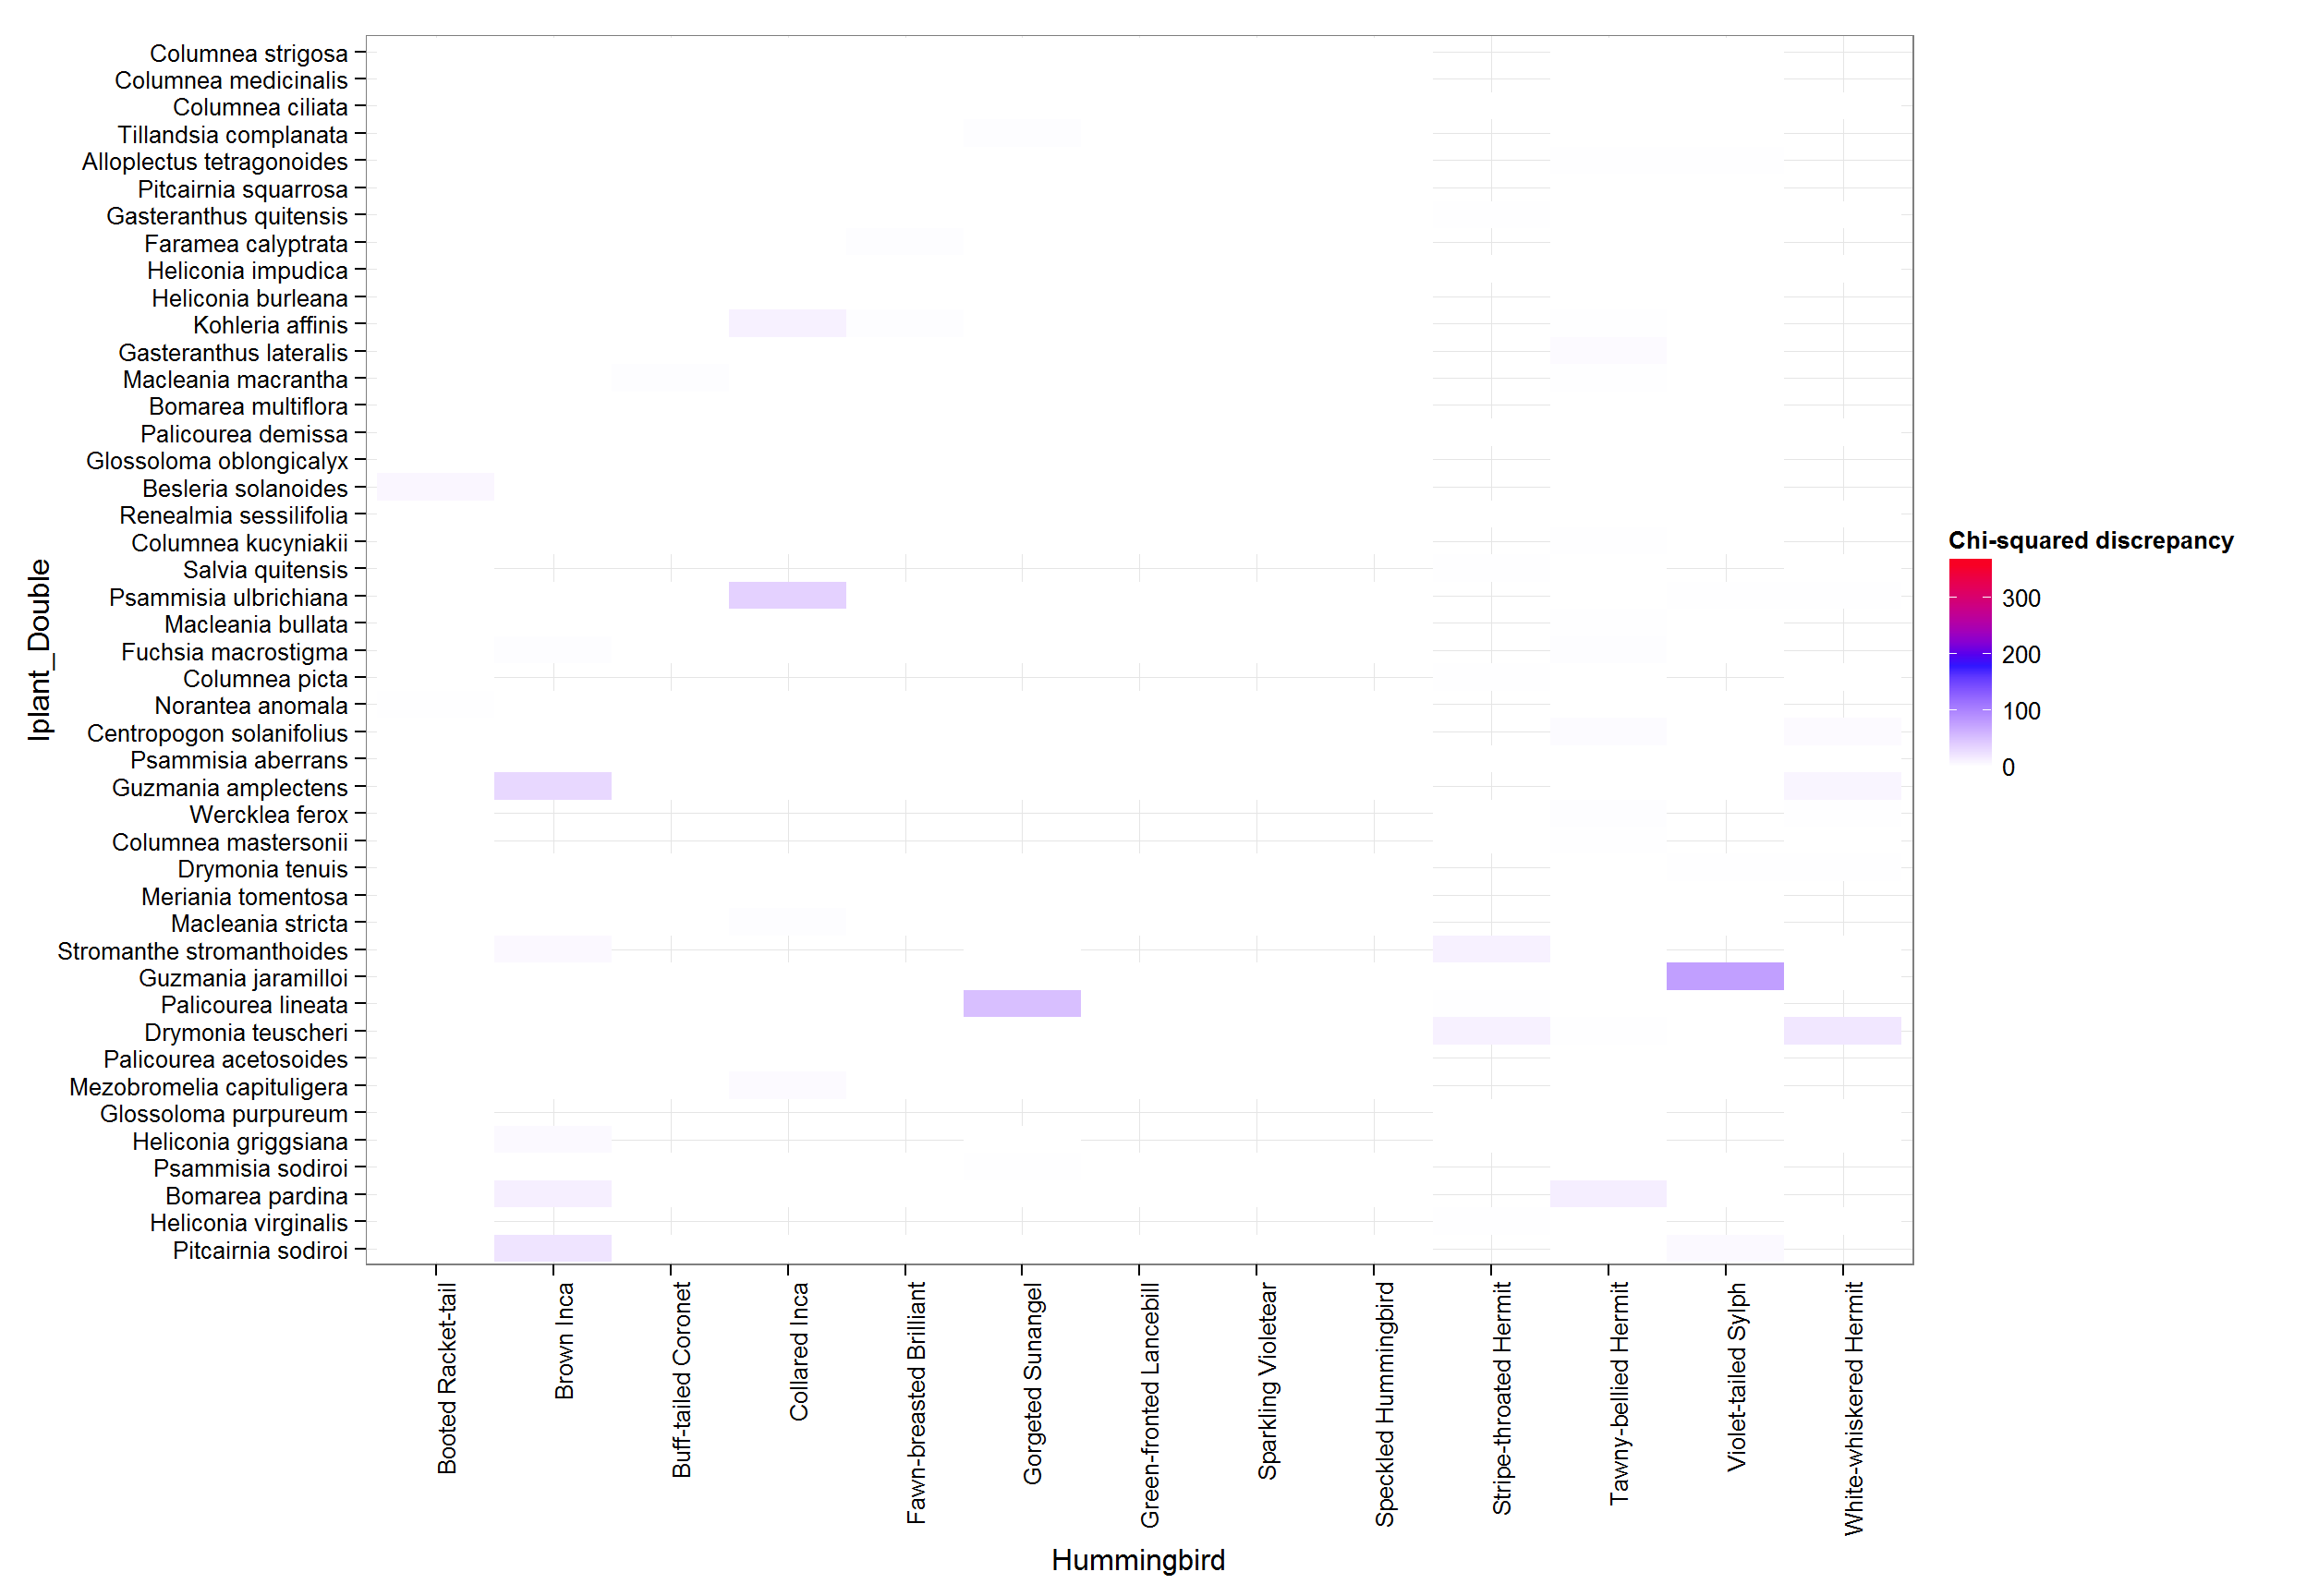 Columnea strigosa
Columnea medicinalis
Columnea ciliata
Tillandsia complanata
Alloplectus tetragonoides
Pitcairnia squarrosa
Gasteranthus quitensis
Faramea calyptrata
Heliconia impudica
Heliconia burleana
Kohleria affinis
Gasteranthus lateralis
Macleania macrantha
Bomarea multiflora
Palicourea demissa
Glossoloma oblongicalyx
Besleria solanoides
Renealmia sessilifolia
Columnea kucyniakii
Salvia quitensis
Psammisia ulbrichiana
Macleania bullata
Fuchsia macrostigma
Columnea picta
Norantea anomala
Centropogon solanifolius
Psammisia aberrans
Guzmania amplectens
Wercklea ferox
Columnea mastersonii
Drymonia tenuis
Meriania tomentosa
Macleania stricta
Stromanthe stromanthoides
Guzmania jaramilloi
Palicourea lineata
Drymonia teuscheri
Palicourea acetosoides
Mezobromelia capituligera
Glossoloma purpureum
Heliconia griggsiana
Psammisia sodiroi
Bomarea pardina
Heliconia virginalis
Pitcairnia sodiroi
Iplant_Double
Booted Racket-tail
Brown Inca
Buff-tailed Coronet
Collared Inca
Fawn-breasted Brilliant
Gorgeted Sunangel
Green-fronted Lancebill
Sparkling Violetear
Speckled Hummingbird
Stripe-throated Hermit
Tawny-bellied Hermit
Violet-tailed Sylph
White-whiskered Hermit
Hummingbird
Chi-squared discrepancy
300
200
100
0